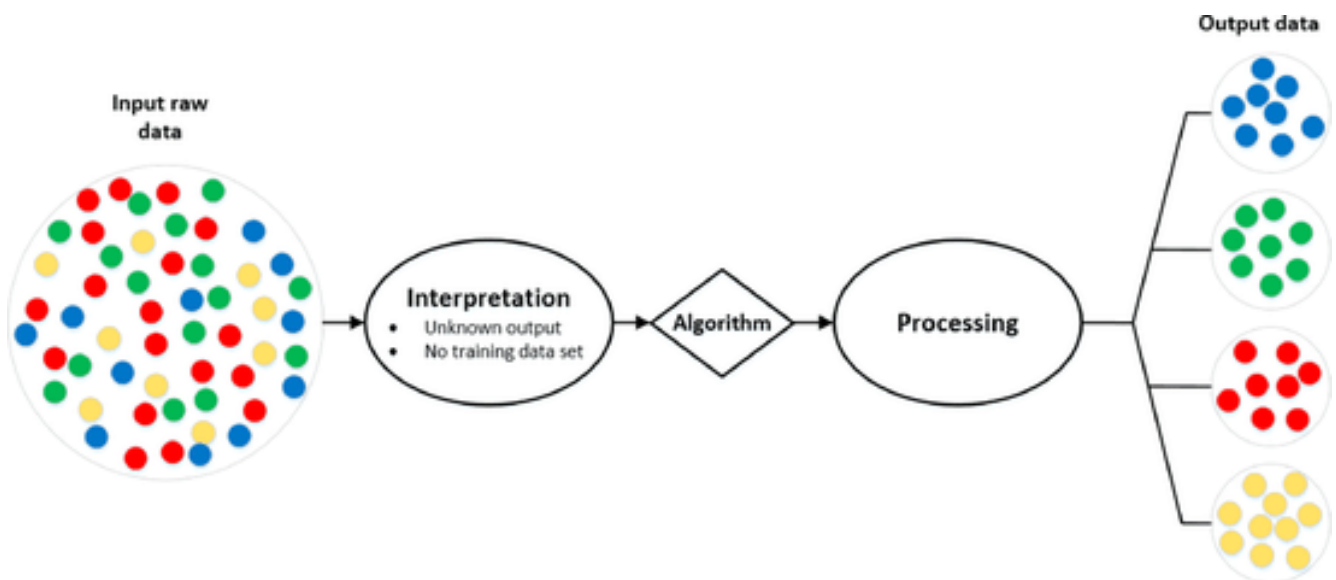 Input raw
data
Interpretation
• Unknown output
• No training data set
Algorithm
Processing
Output data